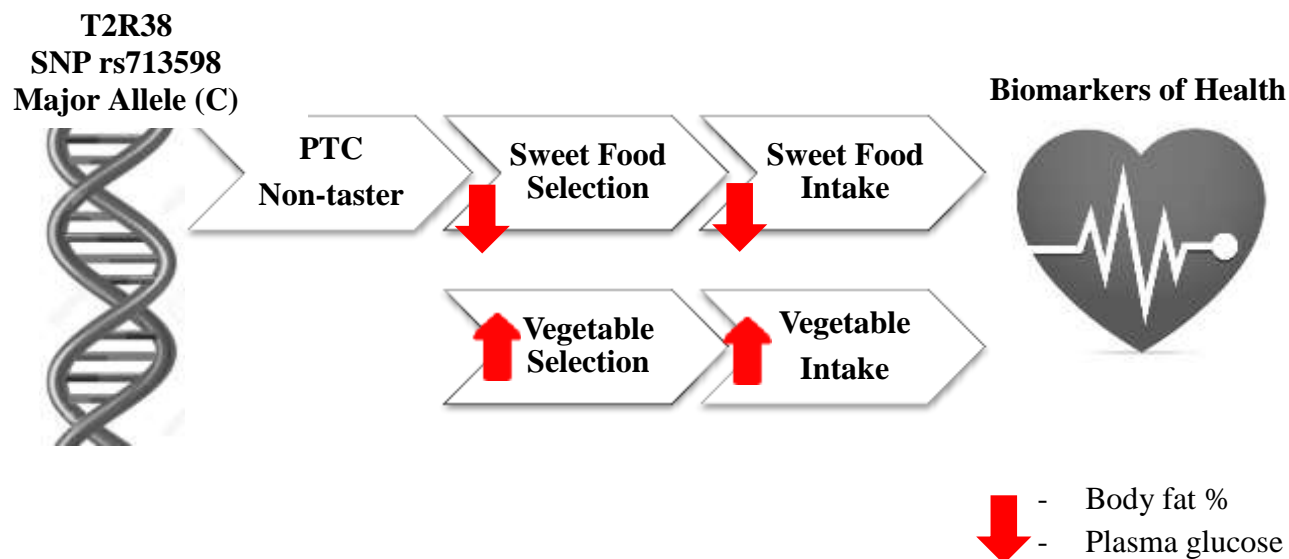 T2R38
SNP rs713598
Major Allele (C)
Biomarkers of Health
PTC
Non-taster
Sweet Food
Selection
Sweet Food
Intake
Vegetable
Selection
Vegetable
Intake
- Body fat %
- Plasma glucose